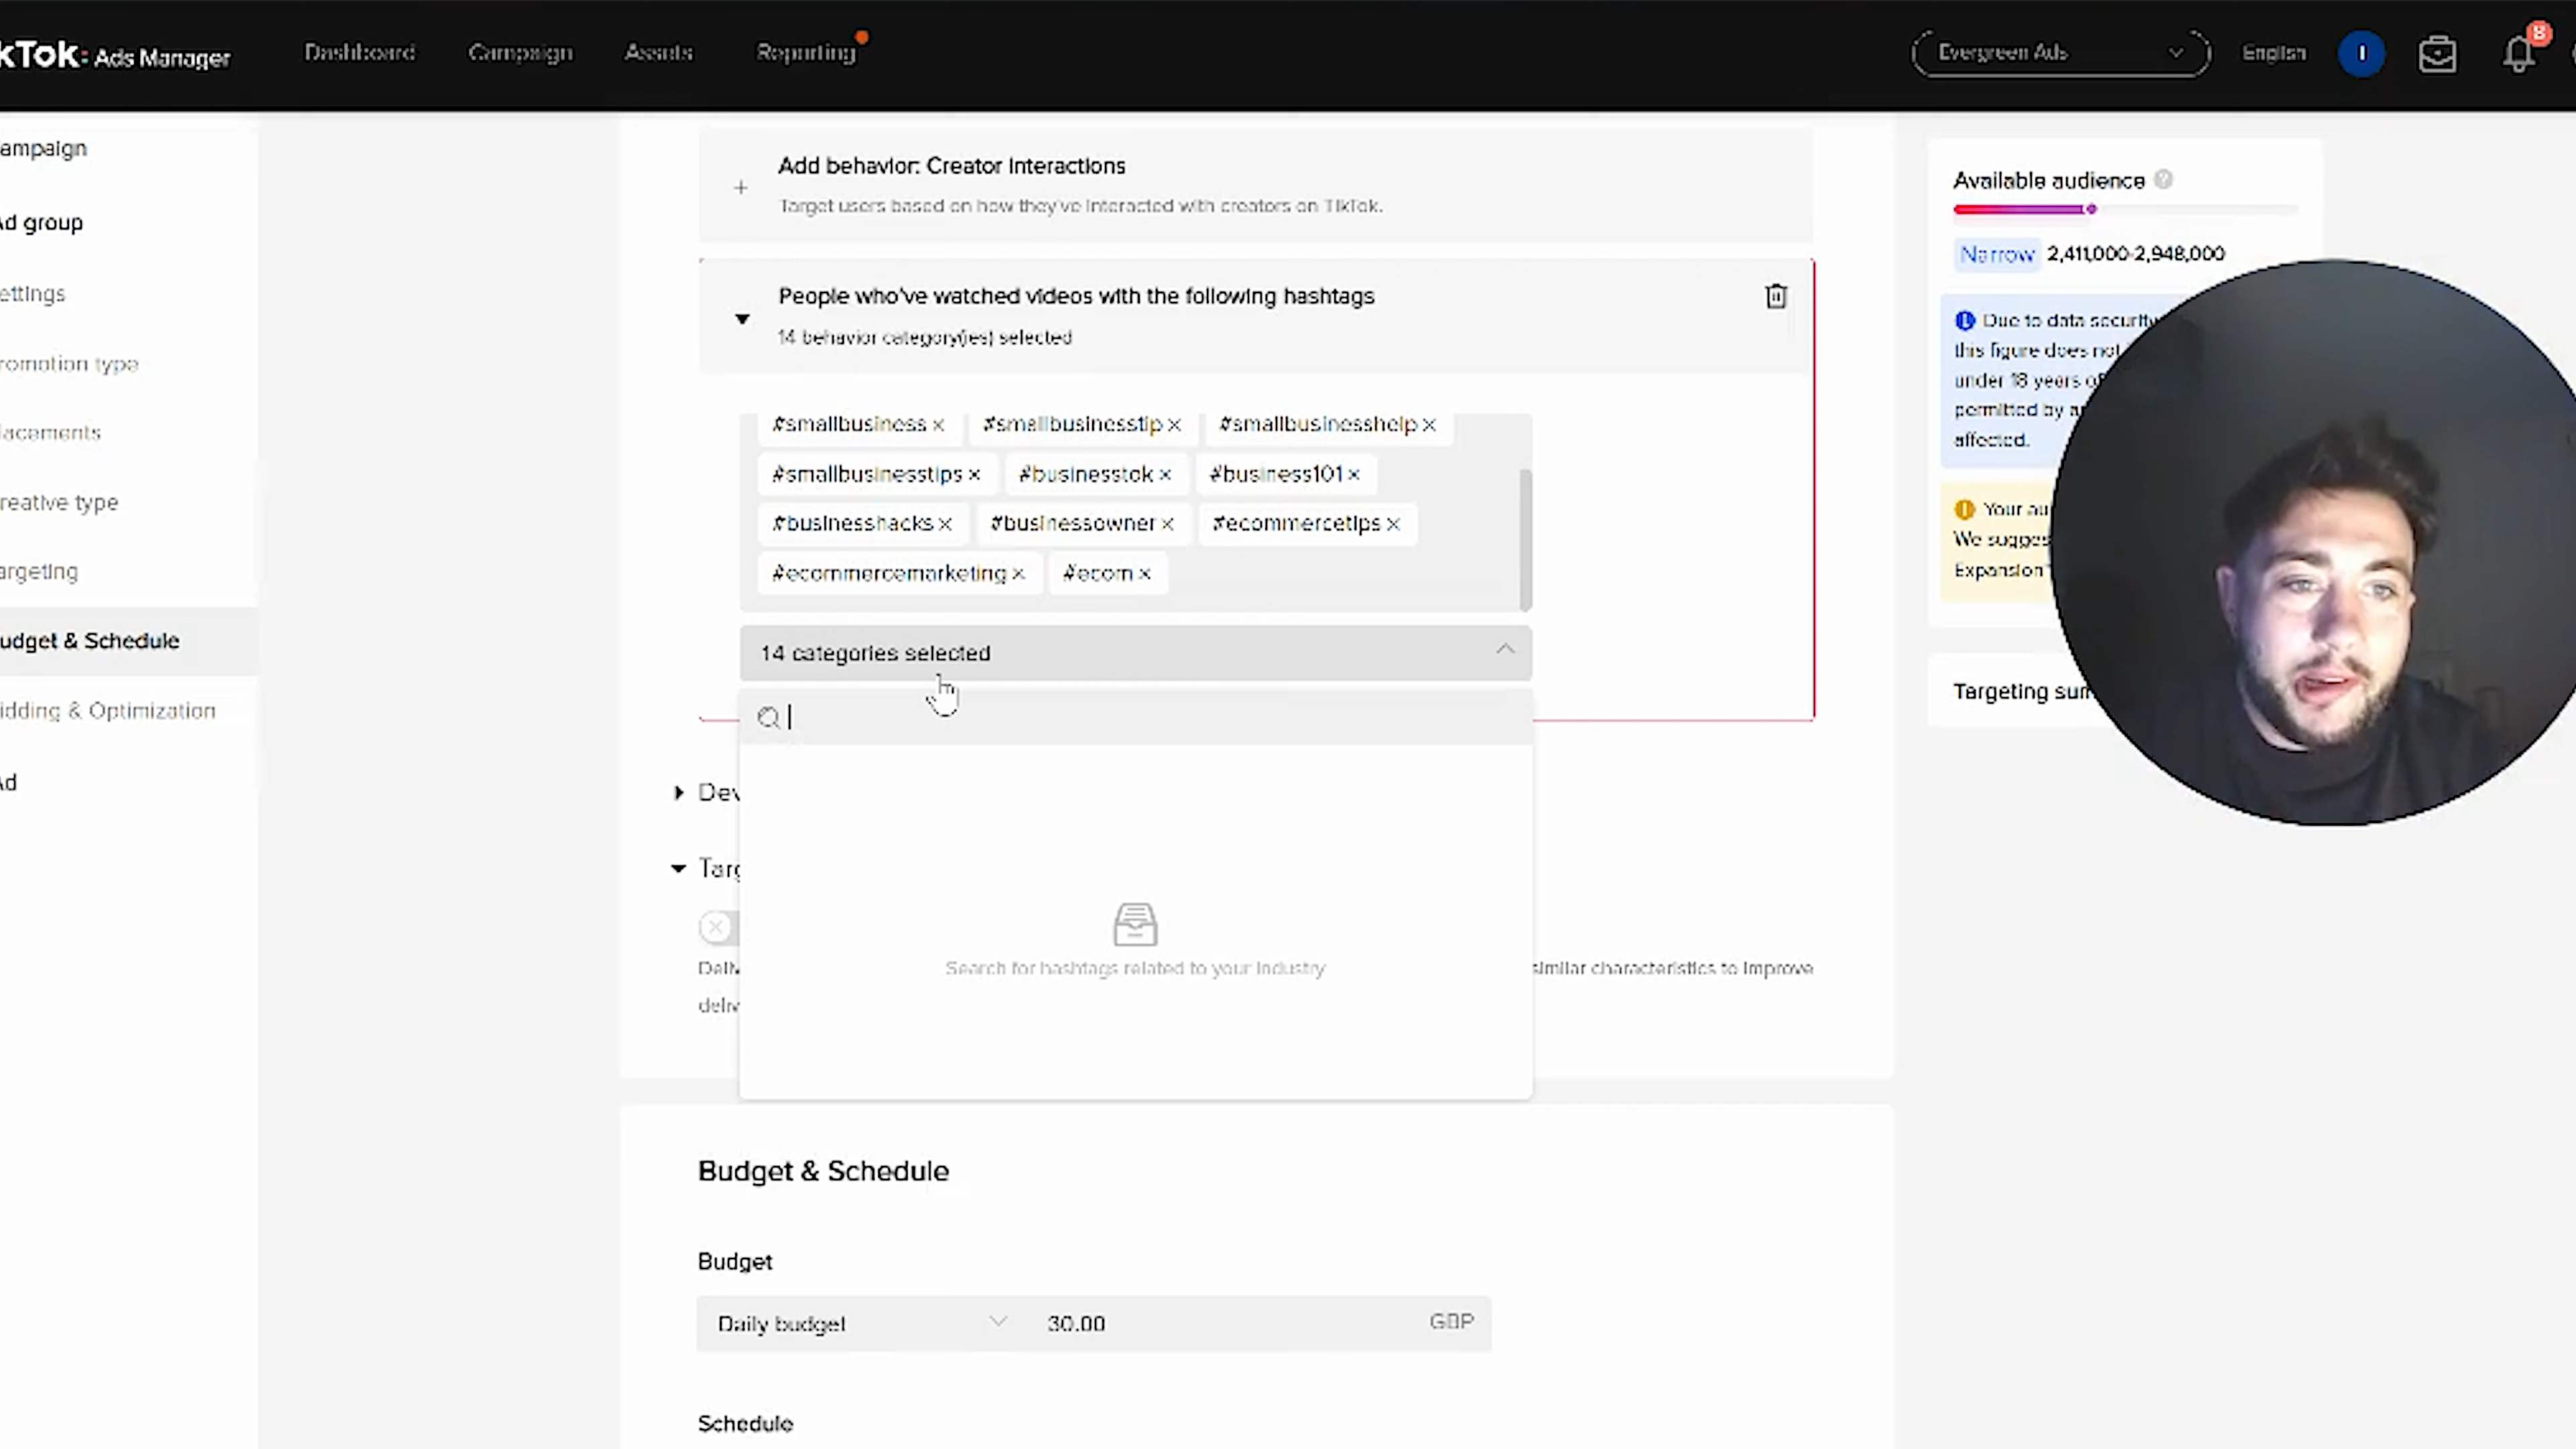 kTok: Ads Manager
Dashboard
Campaign
Assets
Reporting
Evergreen Ads
English
8
ampaign
Ad group
ettings
romotion type
lacements
reative type
argeting
udget & Schedule
idding & Optimization
Ad
Add behavior: Creator interactions
Target users based on how they've interacted with creators on TikTok.
People who've watched videos with the following hashtags
14 behavior category(ies) selected
#smallbusiness × #smallbusinesstip × #smallbusinesshelp ×
#smallbusinesstips × #businesstok × #business101 ×
#businesshacks × #businessowner × #ecommercetips ×
#ecommercemarketing × #ecom ×
14 categories selected
Dev
Targ
Search for hashtags related to your industry
Deliv
similar characteristics to improve
deliv
Budget & Schedule
Budget
Daily budget
30.00
GBP
Schedule
Available audience
Narrow 2,411,000-2,948,000
Due to data security
this figure does not
under 18 years of
permitted by a
affected.
Your au
We sugges
Expansion
Targeting sum